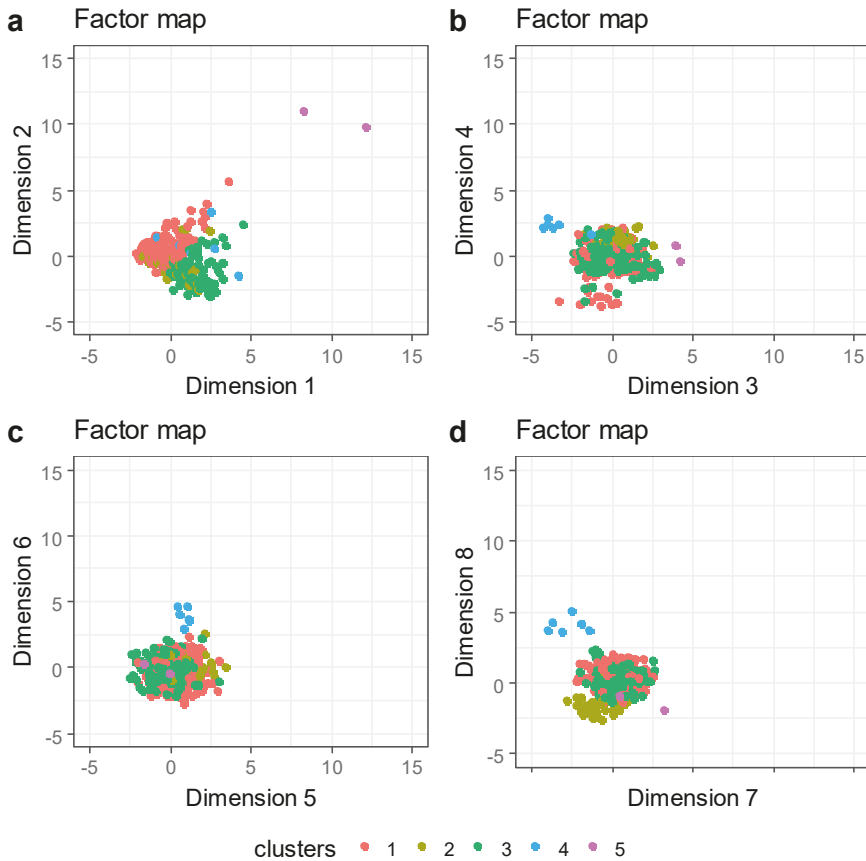 a Factor map
15
10
5
0
-5
Dimension 2
-5 0 5 10 15
Dimension 1
b Factor map
15
10
5
0
-5
Dimension 4
-5 0 5 10 15
Dimension 3
c Factor map
15
10
5
0
-5
Dimension 6
-5 0 5 10 15
Dimension 5
d Factor map
15
10
5
0
-5
Dimension 8
Dimension 7
clusters 1 2 3 4 5